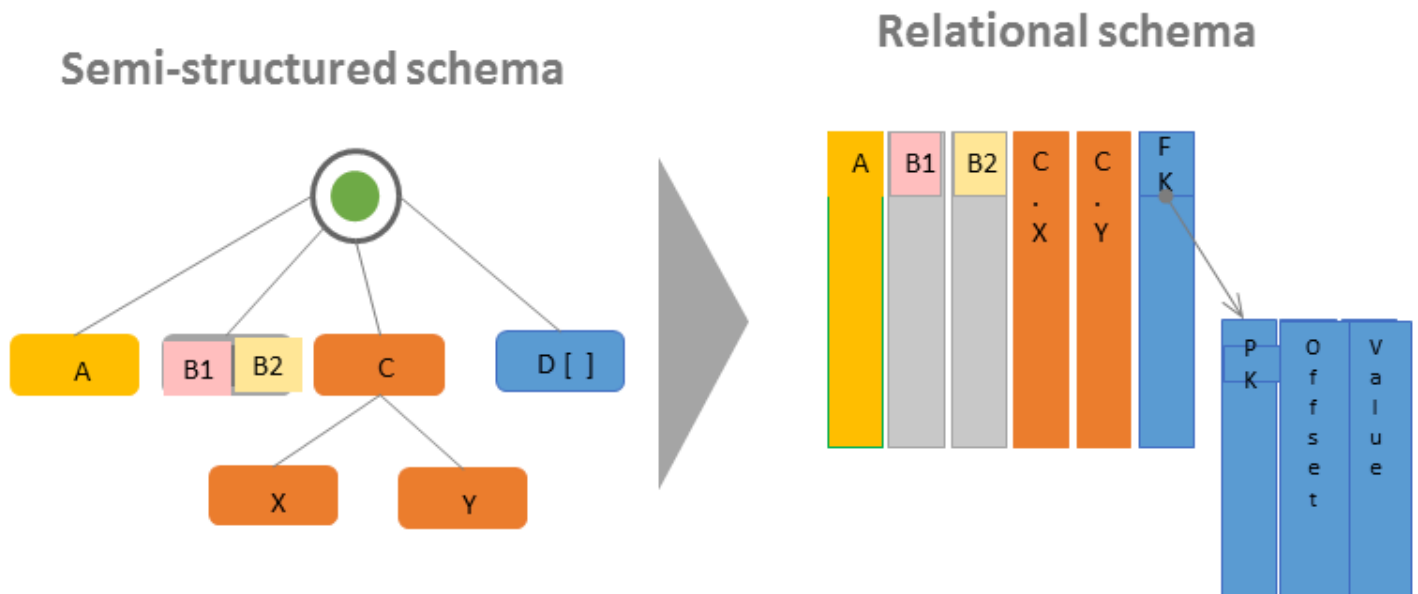 Semi-structured schema
A
B1
B2
C
D [ ]
X
Y
Relational schema
A
B1
B2
C
.
X
C
.
Y
F
K
P
K
O
f
f
s
e
t
V
a
l
u
e